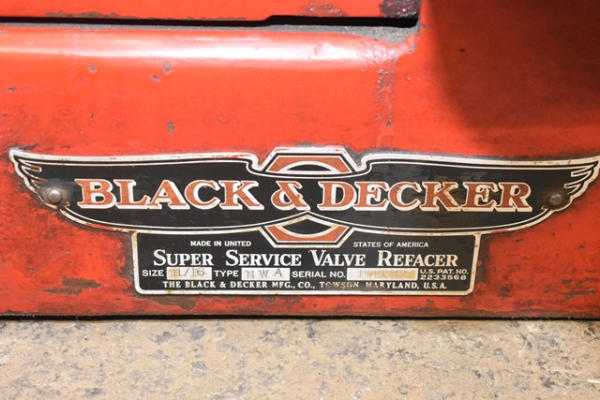 BLACK & DECKER
MADE IN UNITED STATES OF AMERICA
SUPER SERVICE VALVE REFACER
SIZE 11/16 TYPE NWA SERIAL NO. U.S. PAT. NO. 2233568
THE BLACK & DECKER MFG., CO., TOWSON, MARYLAND, U.S.A.